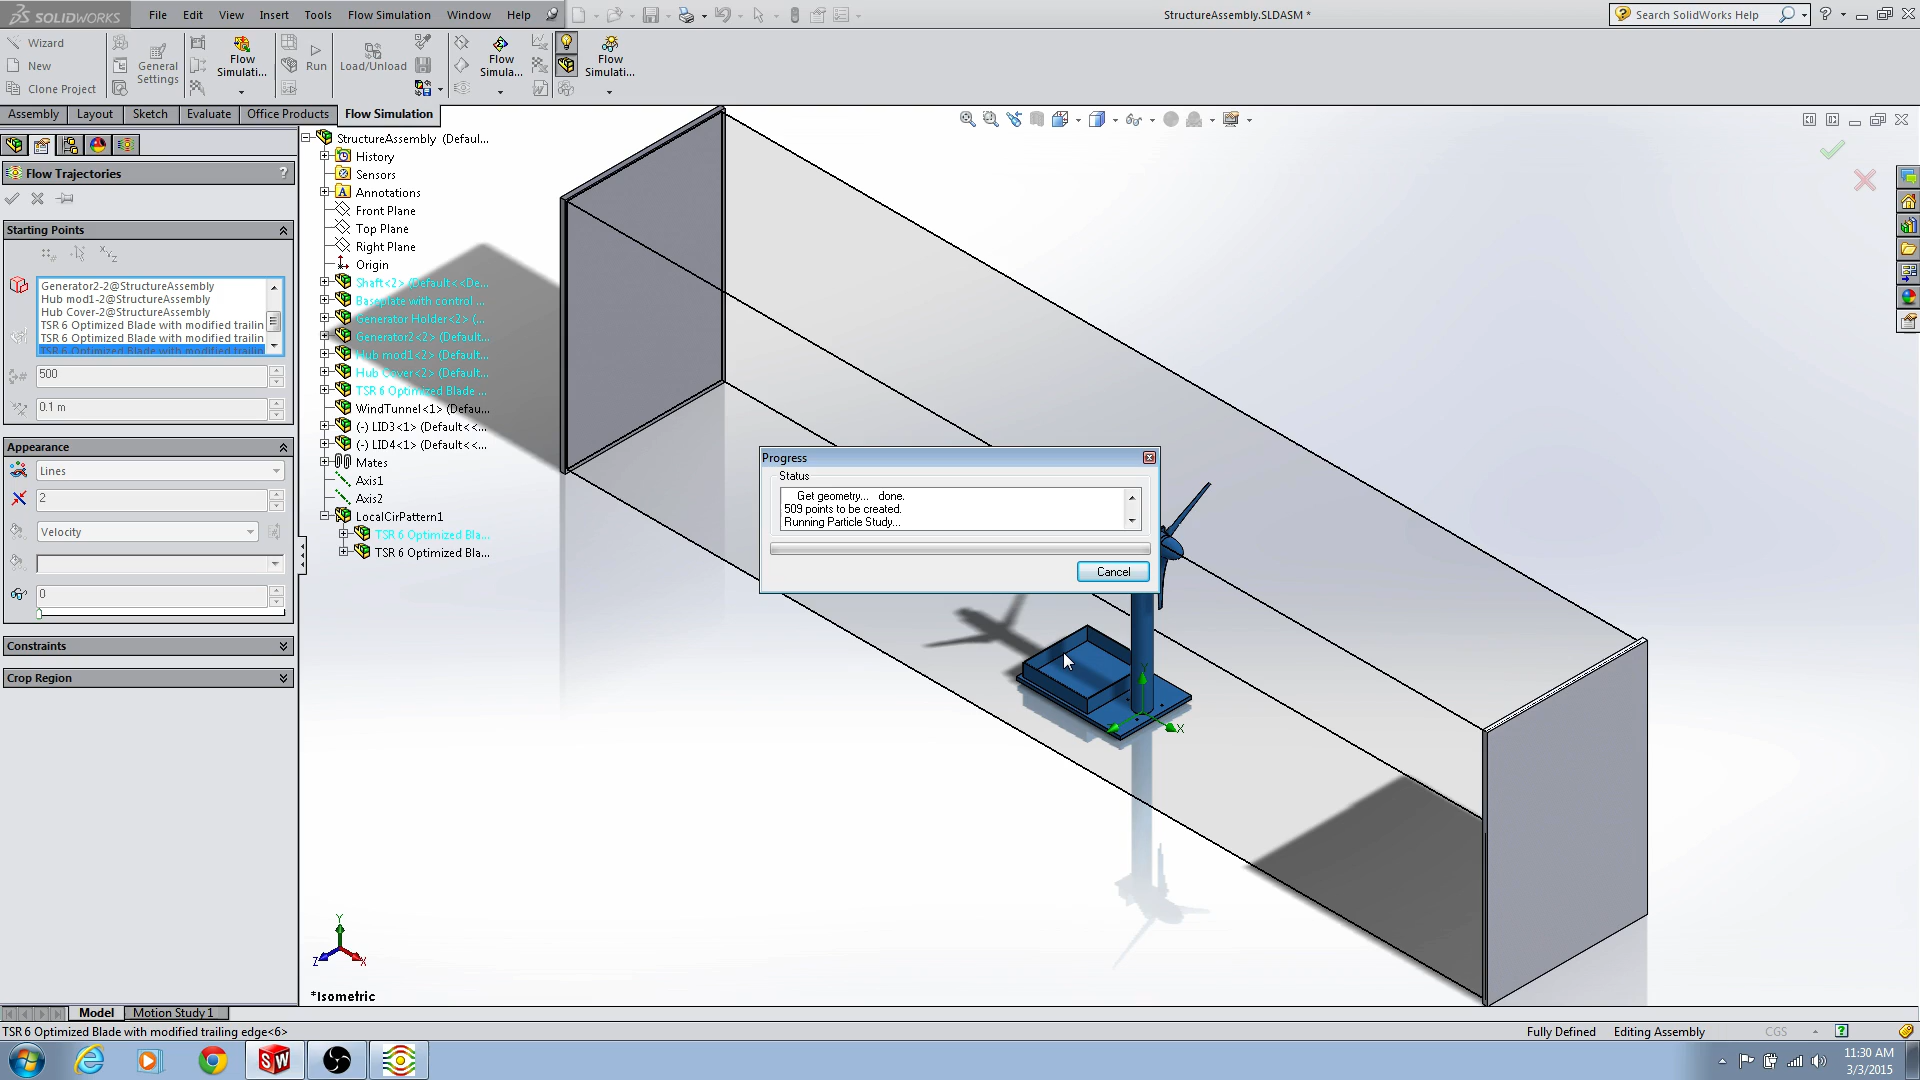 SOLIDWORKS
File Edit View Insert Tools Flow Simulation Window Help
StructureAssembly.SLDASM *
Search SolidWorks Help
Wizard
New
Clone Project
General
Settings
Flow
Simulati...
Run
Load/Unload
Flow
Simula...
Flow
Simulati...
Assembly Layout Sketch Evaluate Office Products Flow Simulation
Flow Trajectories
?
Starting Points
Generator2-2@StructureAssembly
Hub mod1-2@StructureAssembly
Hub Cover-2@StructureAssembly
TSR 6 Optimized Blade with modified trailin
TSR 6 Optimized Blade with modified trailin
TSR 6 Optimized Blade with modified trailin
500
0.1 m
Appearance
Lines
2
Velocity
0
Constraints
Crop Region
StructureAssembly (Defaul...
History
Sensors
Annotations
Front Plane
Top Plane
Right Plane
Origin
Shaft<2> (Default<<De...
Baseplate with control ...
Generator Holder<2> (...
Generator2<2> (Default...
Hub mod1<2> (Default...
Hub Cover<2> (Default...
TSR 6 Optimized Blade ...
WindTunnel<1> (Defau...
(-) LID3<1> (Default<<...
(-) LID4<1> (Default<<...
Mates
Axis1
Axis2
LocalCirPattern1
TSR 6 Optimized Bla...
TSR 6 Optimized Bla...
Progress
Status
Get geometry... done.
509 points to be created.
Running Particle Study...
Cancel
Y
X
Y
Z
X
*Isometric
Model Motion Study 1
TSR 6 Optimized Blade with modified trailing edge<6>
Fully Defined Editing Assembly CGS
11:30 AM
3/3/2015